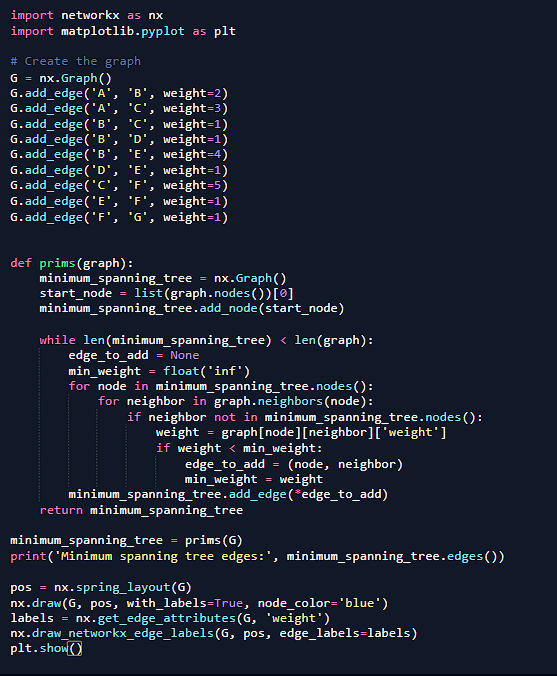 import networkx as nx
import matplotlib.pyplot as plt

# Create the graph
G = nx.Graph()
G.add_edge('A', 'B', weight=2)
G.add_edge('A', 'C', weight=3)
G.add_edge('B', 'C', weight=1)
G.add_edge('B', 'D', weight=1)
G.add_edge('B', 'E', weight=4)
G.add_edge('D', 'E', weight=1)
G.add_edge('C', 'F', weight=5)
G.add_edge('E', 'F', weight=1)
G.add_edge('F', 'G', weight=1)


def prims(graph):
    minimum_spanning_tree = nx.Graph()
    start_node = list(graph.nodes())[0]
    minimum_spanning_tree.add_node(start_node)

    while len(minimum_spanning_tree) < len(graph):
        edge_to_add = None
        min_weight = float('inf')
        for node in minimum_spanning_tree.nodes():
            for neighbor in graph.neighbors(node):
                if neighbor not in minimum_spanning_tree.nodes():
                    weight = graph[node][neighbor]['weight']
                    if weight < min_weight:
                        edge_to_add = (node, neighbor)
                        min_weight = weight
        minimum_spanning_tree.add_edge(*edge_to_add)
    return minimum_spanning_tree

minimum_spanning_tree = prims(G)
print('Minimum spanning tree edges:', minimum_spanning_tree.edges())

pos = nx.spring_layout(G)
nx.draw(G, pos, with_labels=True, node_color='blue')
labels = nx.get_edge_attributes(G, 'weight')
nx.draw_networkx_edge_labels(G, pos, edge_labels=labels)
plt.show()